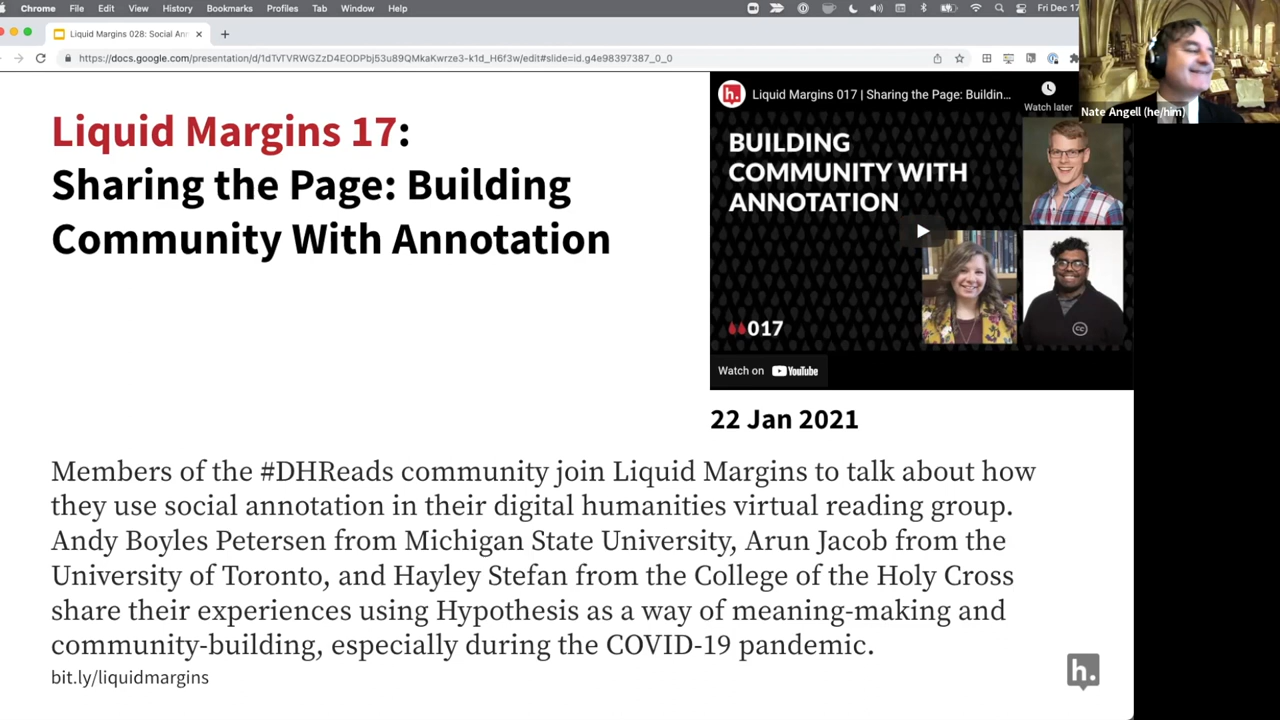 Chrome File Edit View History Bookmarks Profiles Tab Window Help Fri Dec 17
Liquid Margins 028: Social Ann
https://docs.google.com/presentation/d/1dTVTVRWGZzD4EODPbj53u89QMkaKwrze3-k1d_H6f3w/edit#slide=id.g4e98397387_0_0
Nate Angell (he/him)
Liquid Margins 17:
Sharing the Page: Building
Community With Annotation
h.
Liquid Margins 017 | Sharing the Page: Buildin...
Watch later
BUILDING
COMMUNITY WITH
ANNOTATION
017
cc
Watch on YouTube
22 Jan 2021
Members of the #DHReads community join Liquid Margins to talk about how
they use social annotation in their digital humanities virtual reading group.
Andy Boyles Petersen from Michigan State University, Arun Jacob from the
University of Toronto, and Hayley Stefan from the College of the Holy Cross
share their experiences using Hypothesis as a way of meaning-making and
community-building, especially during the COVID-19 pandemic.
bit.ly/liquidmargins
h.